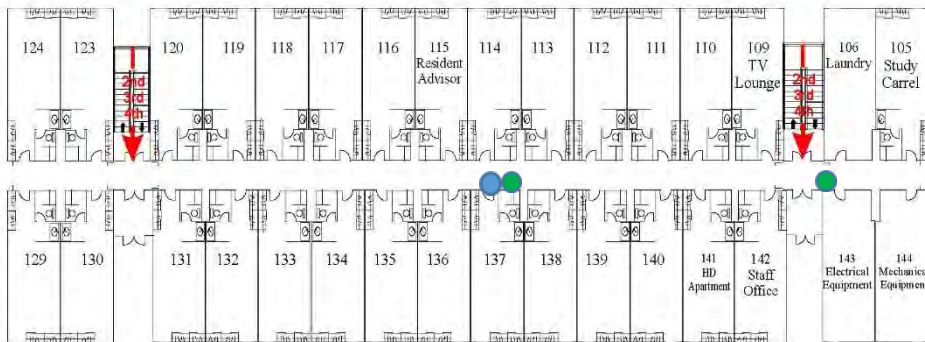 124
123
2nd
3rd
4th
120
119
118
117
116
115
Resident
Advisor
114
113
112
111
110
109
TV
Lounge
2nd
3rd
4th
106
Laundry
105
Study
Carrel
129
130
131
132
133
134
135
136
137
138
139
140
141
HD
Apartment
142
Staff
Office
143
Electrical
Equipment
144
Mechanica
Equipment